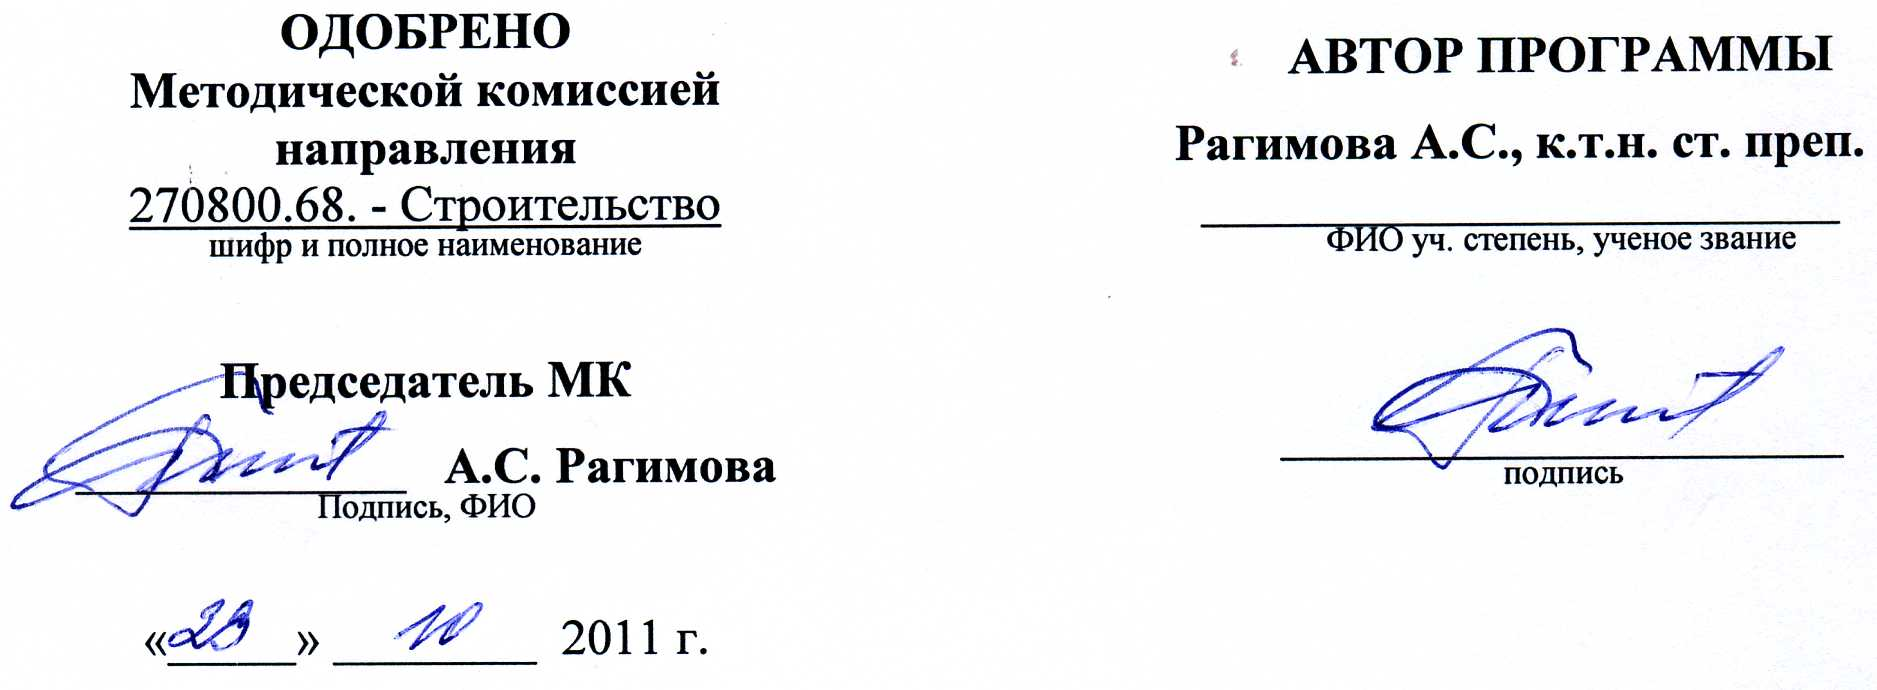 ОДОБРЕНО
Методической комиссией
направления
270800.68. - Строительство
шифр и полное наименование
Председатель МК
А.С. Рагимова
Подпись, ФИО
«29» 10 2011 г.
АВТОР ПРОГРАММЫ
Рагимова А.С., к.т.н. ст. преп.
ФИО уч. степень, ученое звание
подпись